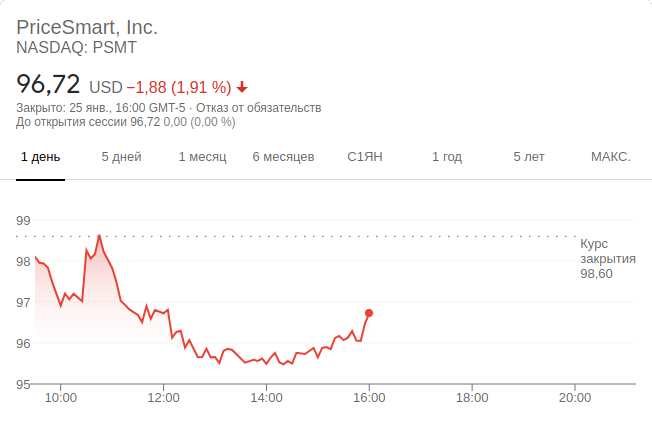 PriceSmart, Inc.
NASDAQ: PSMT
96,72 USD −1,88 (1,91 %)
Закрыто: 25 янв., 16:00 GMT-5 · Отказ от обязательств
До открытия сессии 96,72 0,00 (0,00 %)
1 день 5 дней 1 месяц 6 месяцев С1ЯН 1 год 5 лет МАКС.
99
98
97
96
95
Курс
закрытия
98,60
10:00 12:00 14:00 16:00 18:00 20:00